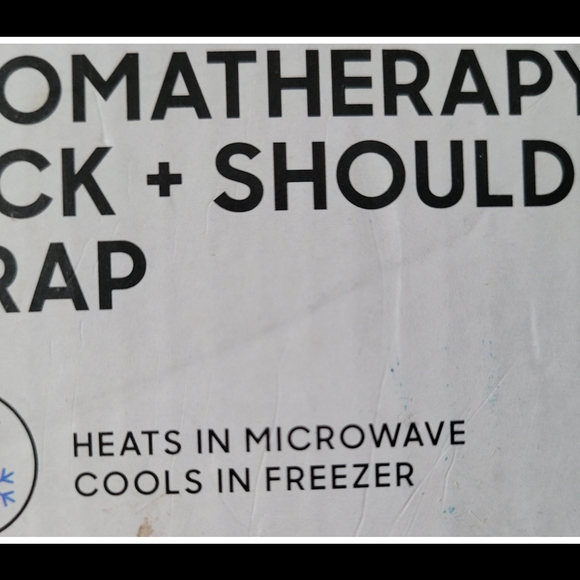 OMATHERAPY
CK + SHOULD
RAP
HEATS IN MICROWAVE
COOLS IN FREEZER